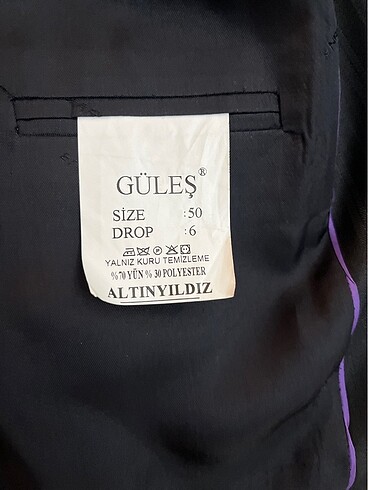 GÜLEŞ®
SİZE :50
DROP :6
YALNIZ KURU TEMİZLEME
%70 YÜN % 30 POLYESTER
ALTINYILDIZ